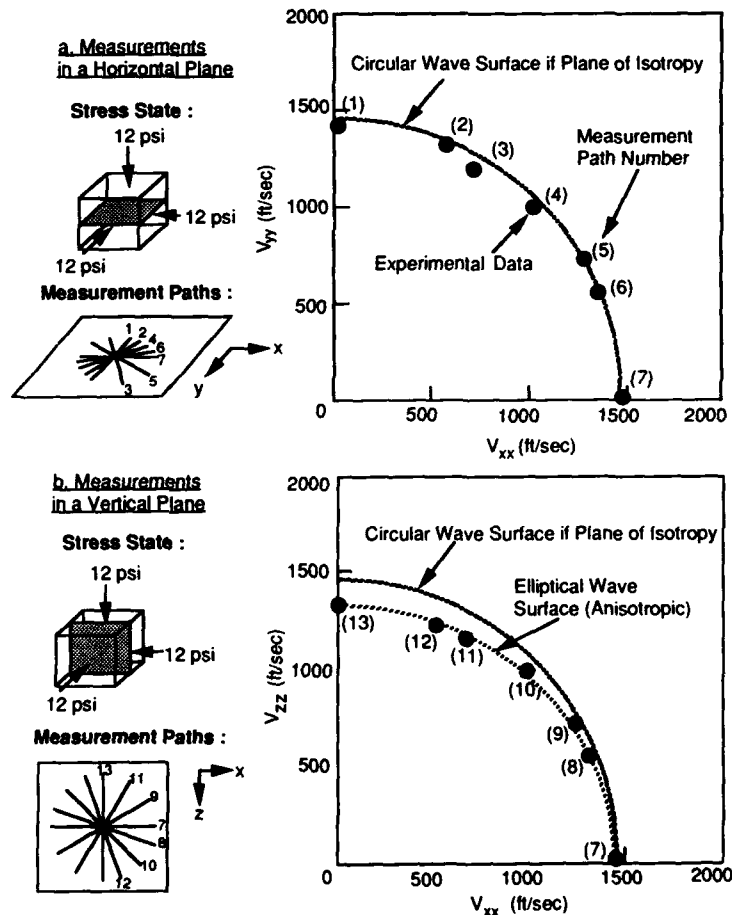 a. Measurements
in a Horizontal Plane
Stress State :
12 psi
12 psi
12 psi
Measurement Paths :
1
2
4
6
7
5
3
x
y
2000
1500
1000
500
0
500
1000
1500
2000
Vyy (ft/sec)
Vxx (ft/sec)
Circular Wave Surface if Plane of Isotropy
(1)
(2)
(3)
(4)
(5)
(6)
(7)
Measurement
Path Number
Experimental Data
b. Measurements
in a Vertical Plane
Stress State :
12 psi
12 psi
12 psi
Measurement Paths :
13
11
9
7
8
10
12
x
z
2000
1500
1000
500
0
500
1000
1500
2000
Vzz (ft/sec)
Vxx (ft/sec)
Circular Wave Surface if Plane of Isotropy
Elliptical Wave
Surface (Anisotropic)
(13)
(12)
(11)
(10)
(9)
(8)
(7)